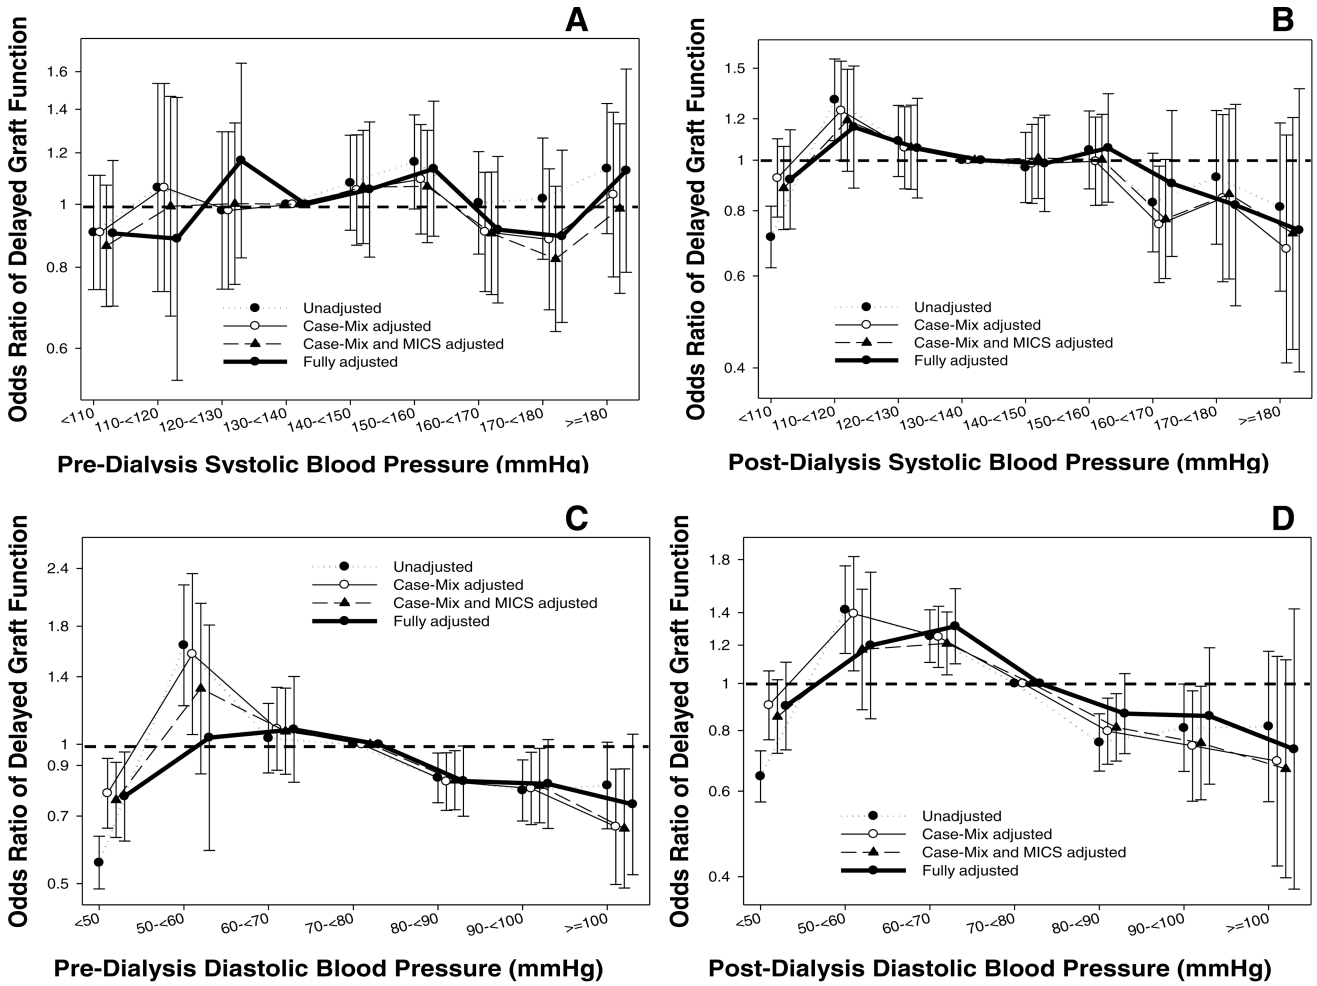 A
Odds Ratio of Delayed Graft Function
1.6
1.4
1.2
1
0.8
0.6
Unadjusted
Case-Mix adjusted
Case-Mix and MICS adjusted
Fully adjusted
<110
110-<120
120-<130
130-<140
140-<150
150-<160
160-<170
170-<180
>=180
Pre-Dialysis Systolic Blood Pressure (mmHg)
B
Odds Ratio of Delayed Graft Function
1.5
1.2
1
0.8
0.6
0.4
Unadjusted
Case-Mix adjusted
Case-Mix and MICS adjusted
Fully adjusted
<110
110-<120
120-<130
130-<140
140-<150
150-<160
160-<170
170-<180
>=180
Post-Dialysis Systolic Blood Pressure (mmHg)
C
Odds Ratio of Delayed Graft Function
2.4
1.8
1.4
1
0.9
0.7
0.5
Unadjusted
Case-Mix adjusted
Case-Mix and MICS adjusted
Fully adjusted
<50
50-<60
60-<70
70-<80
80-<90
90-<100
>=100
Pre-Dialysis Diastolic Blood Pressure (mmHg)
D
Odds Ratio of Delayed Graft Function
1.8
1.4
1.2
1
0.8
0.6
0.4
Unadjusted
Case-Mix adjusted
Case-Mix and MICS adjusted
Fully adjusted
<50
50-<60
60-<70
70-<80
80-<90
90-<100
>=100
Post-Dialysis Diastolic Blood Pressure (mmHg)